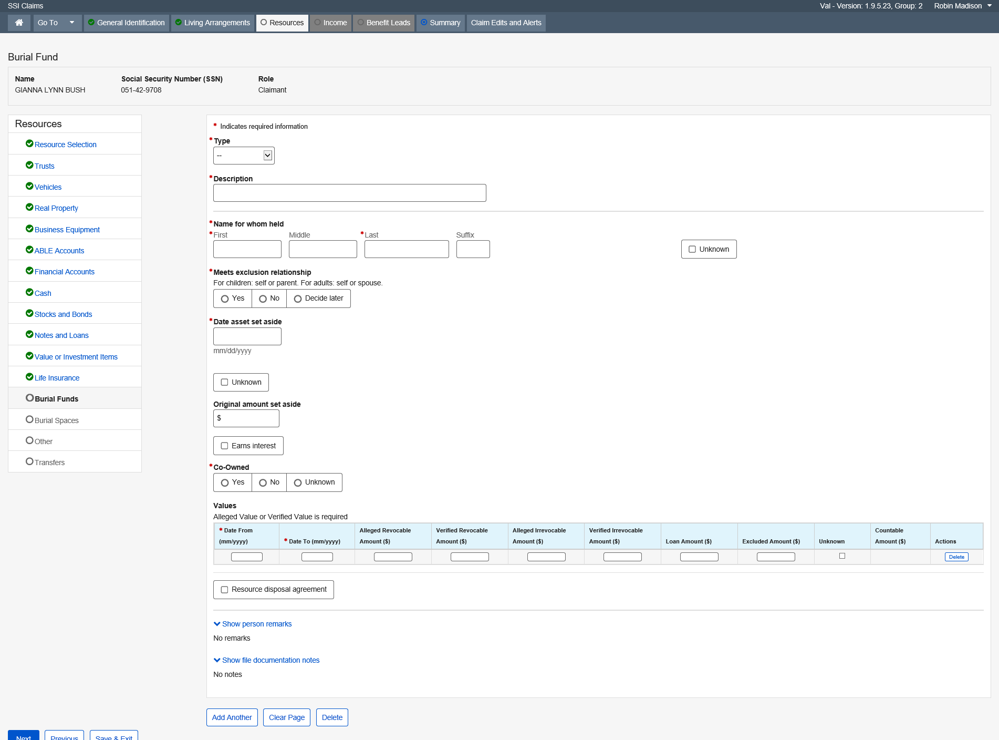 SSI Claims
Val - Version: 1.9.5.23, Group: 2 Robin Madison
Go To General Identification Living Arrangements Resources Income Benefit Leads Summary Claim Edits and Alerts
Burial Fund
Name Social Security Number (SSN) Role
GIANNA LYNN BUSH 051-42-9708 Claimant
Resources
Resource Selection
Trusts
Vehicles
Real Property
Business Equipment
ABLE Accounts
Financial Accounts
Cash
Stocks and Bonds
Notes and Loans
Value or Investment Items
Life Insurance
Burial Funds
Burial Spaces
Other
Transfers
* Indicates required information
* Type
--
* Description
* Name for whom held
* First Middle * Last Suffix
Unknown
* Meets exclusion relationship
For children: self or parent. For adults: self or spouse.
Yes No Decide later
* Date asset set aside
mm/dd/yyyy
Unknown
Original amount set aside
$
Earns interest
* Co-Owned
Yes No Unknown
Values
Alleged Value or Verified Value is required
* Date From (mm/yyyy)
* Date To (mm/yyyy)
Alleged Revocable Amount ($)
Verified Revocable Amount ($)
Alleged Irrevocable Amount ($)
Verified Irrevocable Amount ($)
Loan Amount ($)
Excluded Amount ($)
Unknown
Countable Amount ($)
Actions
Delete
Resource disposal agreement
Show person remarks
No remarks
Show file documentation notes
No notes
Add Another Clear Page Delete
Next Previous Save & Exit